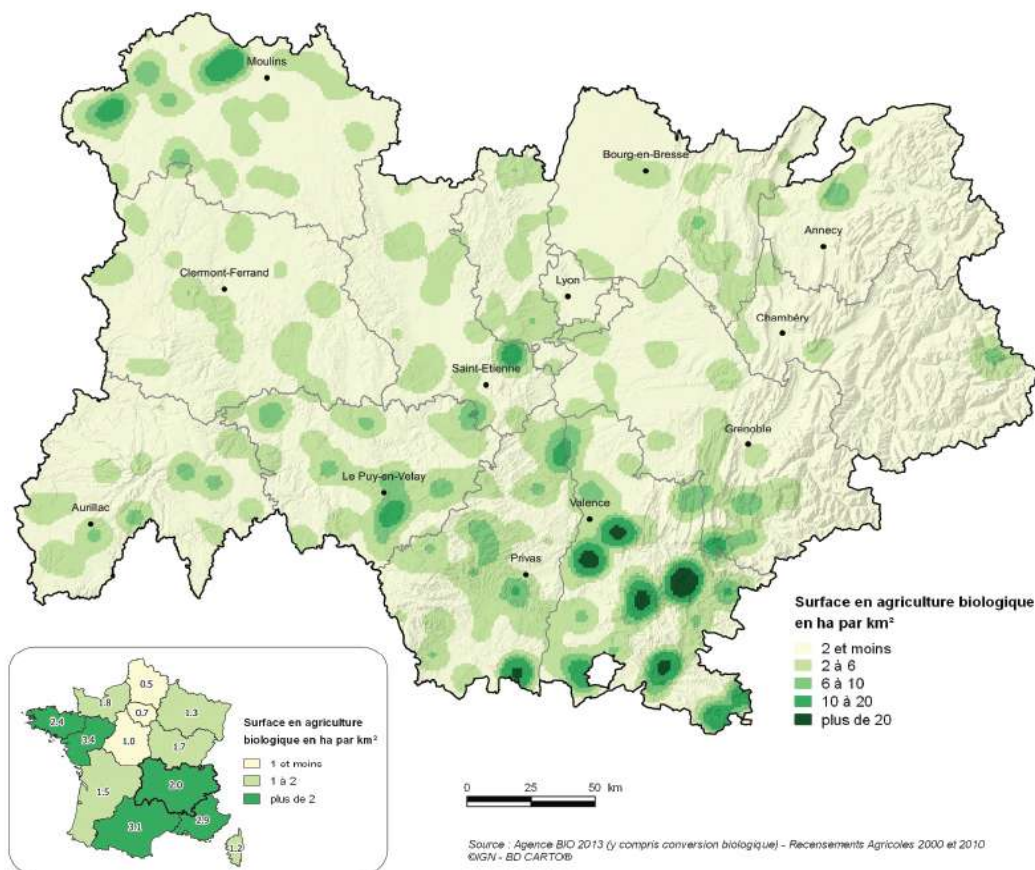 Moulins
Bourg-en-Bresse
Annecy
Clermont-Ferrand
Lyon
Chambéry
Saint-Etienne
Grenoble
Le Puy-en-Velay
Valence
Aurillac
Privas
Surface en agriculture biologique
en ha par km²
2 et moins
2 à 6
6 à 10
10 à 20
plus de 20
0.5
1.8
0.7
1.3
2.4
3.4
1.0
1.7
1.5
2.0
3.1
2.9
1.2
Surface en agriculture
biologique en ha par km²
1 et moins
1 à 2
plus de 2
0 25 50 km
Source : Agence BIO 2013 (y compris conversion biologique) - Recensements Agricoles 2000 et 2010
©IGN - BD CARTO®